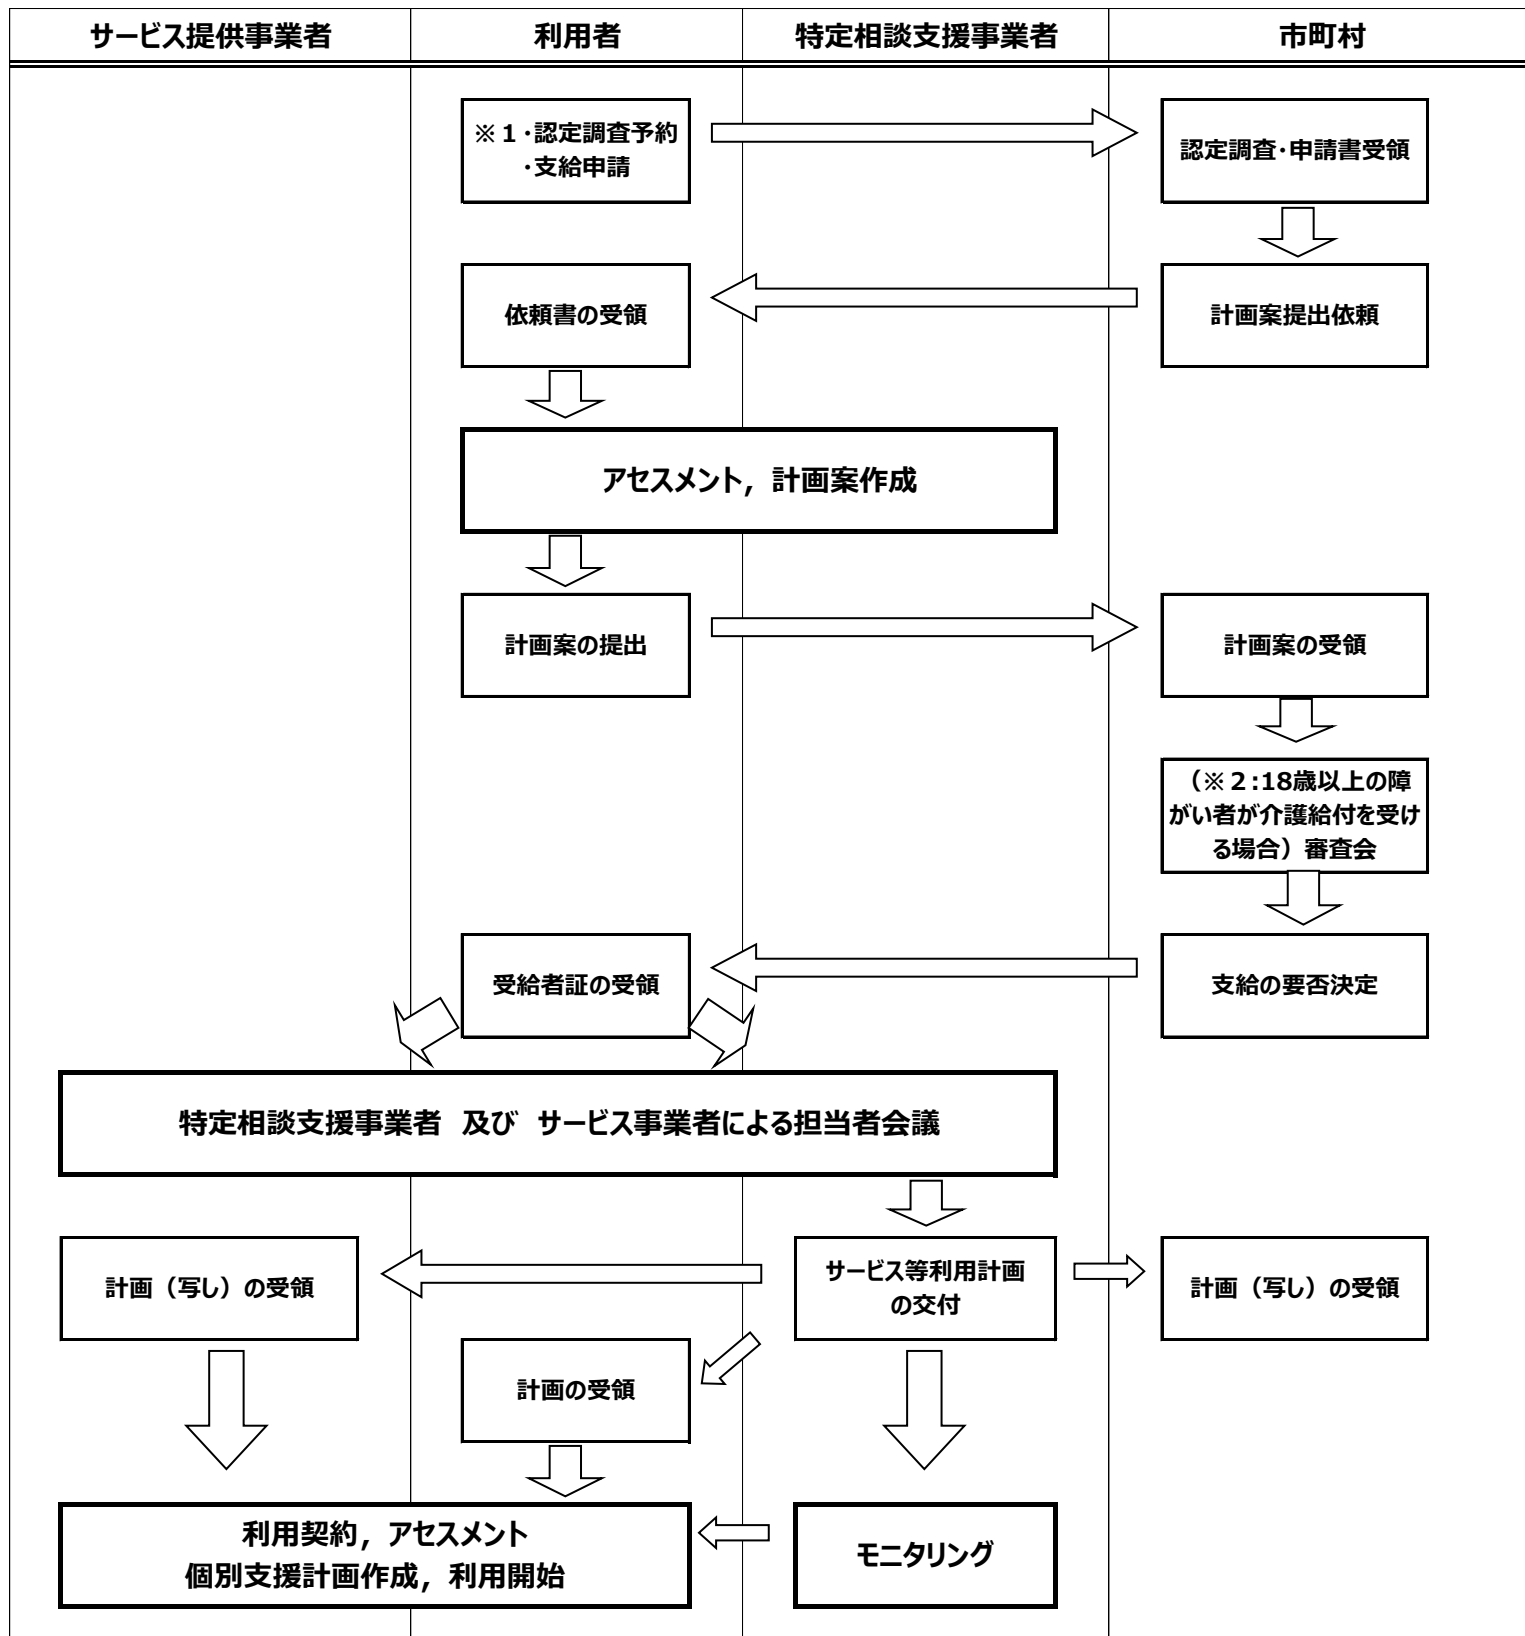 サービス提供事業者
利用者
特定相談支援事業者
市町村
※１・認定調査予約
・支給申請
認定調査・申請書受領
依頼書の受領
計画案提出依頼
アセスメント，計画案作成
計画案の提出
計画案の受領
（※２：18歳以上の障
がい者が介護給付を受け
る場合）審査会
受給者証の受領
支給の要否決定
特定相談支援事業者　及び　サービス事業者による担当者会議
計画（写し）の受領
サービス等利用計画
の交付
計画（写し）の受領
計画の受領
利用契約，アセスメント
個別支援計画作成，利用開始
モニタリング